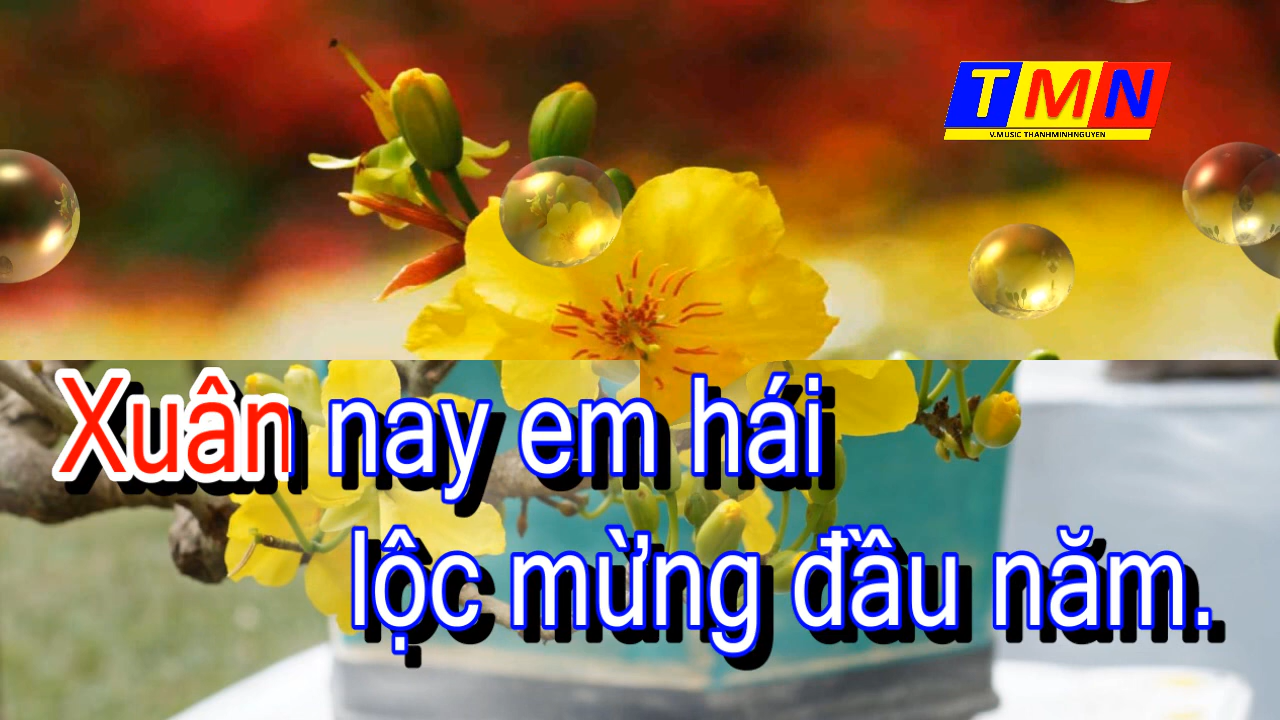 TMN
V.MUSIC THANHMINHNGUYEN
Xuân nay em hái
lộc mừng đầu năm.